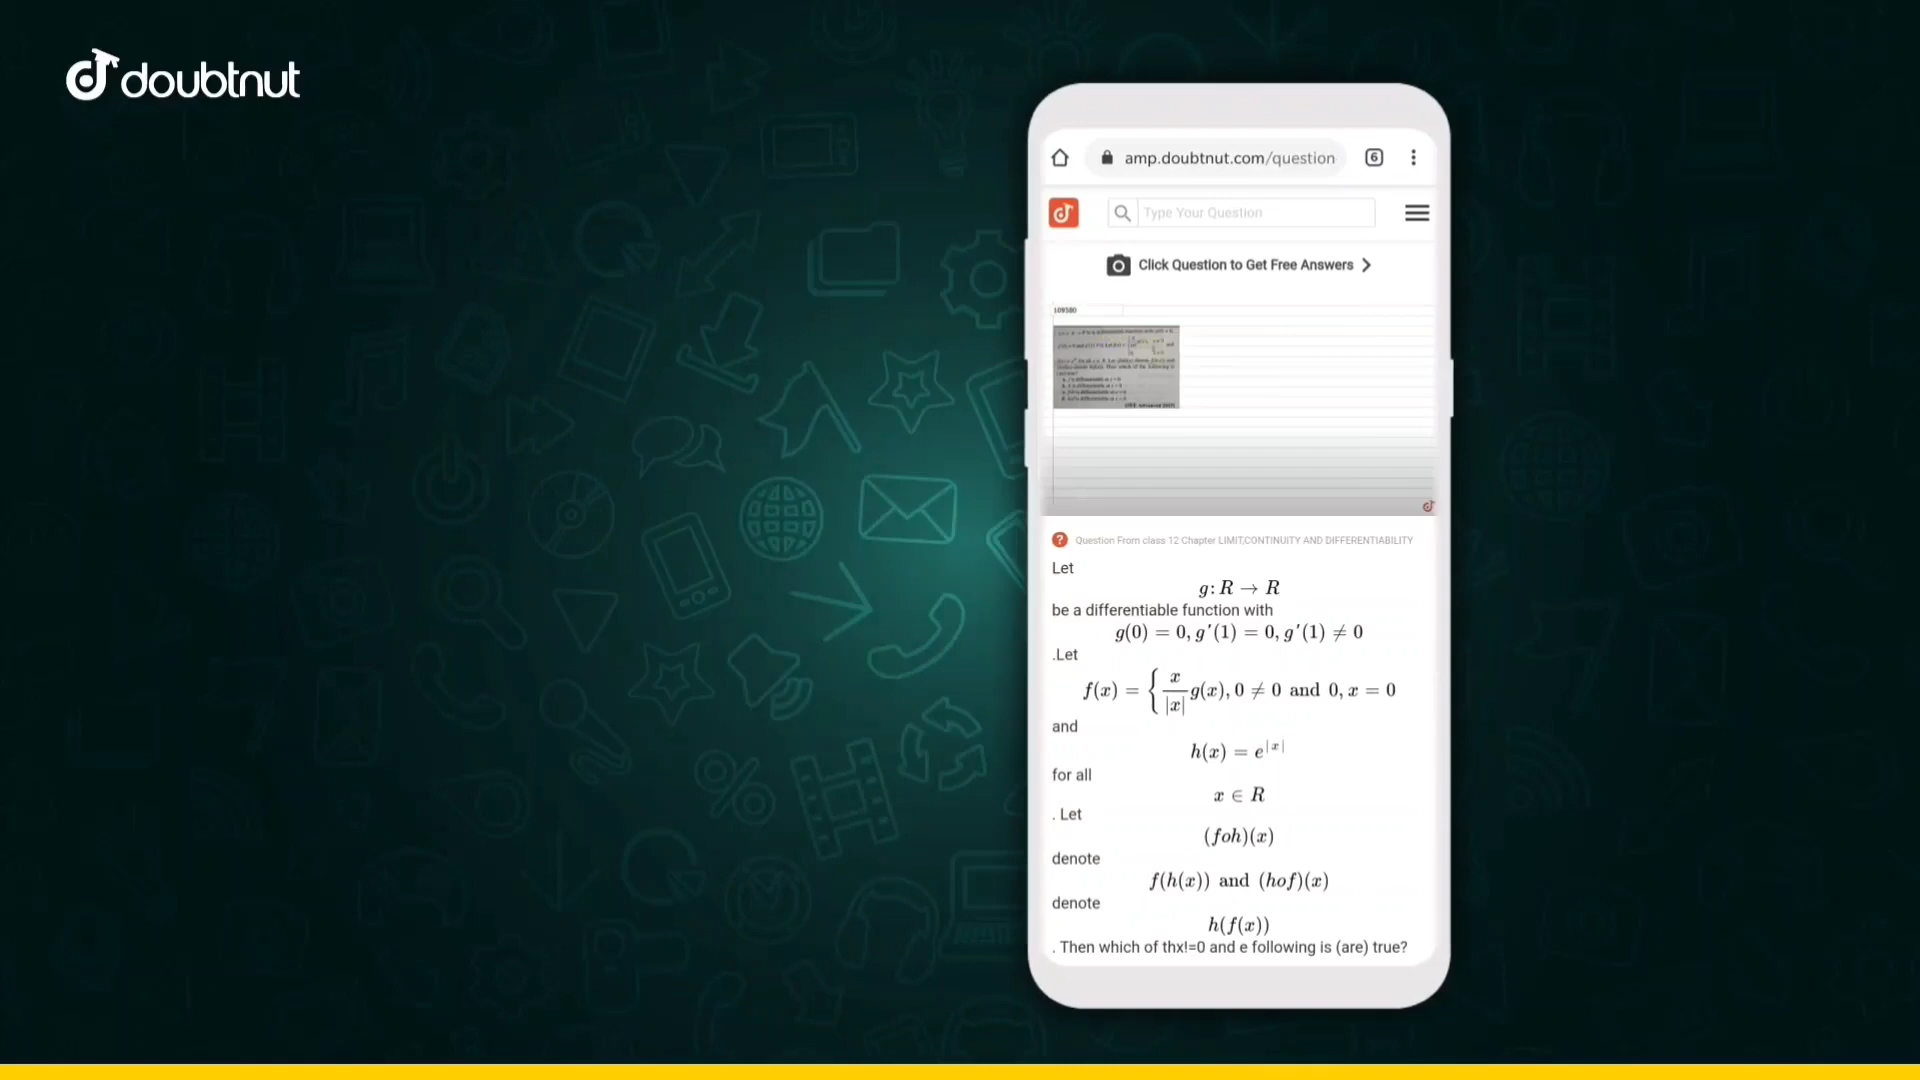 doubtnut
amp.doubtnut.com/question
6
Type Your Question
Click Question to Get Free Answers
109580
Question From class 12 Chapter LIMIT,CONTINUITY AND DIFFERENTIABILITY
Let
g: R → R
be a differentiable function with
g(0) = 0, g′(1) = 0, g′(1) ≠ 0
.Let
f(x) = { x/|x| g(x), 0 ≠ 0 and 0, x = 0
and
h(x) = e^|x|
for all
x ∈ R
. Let
(foh)(x)
denote
f(h(x)) and (hof)(x)
denote
h(f(x))
. Then which of thx!=0 and e following is (are) true?